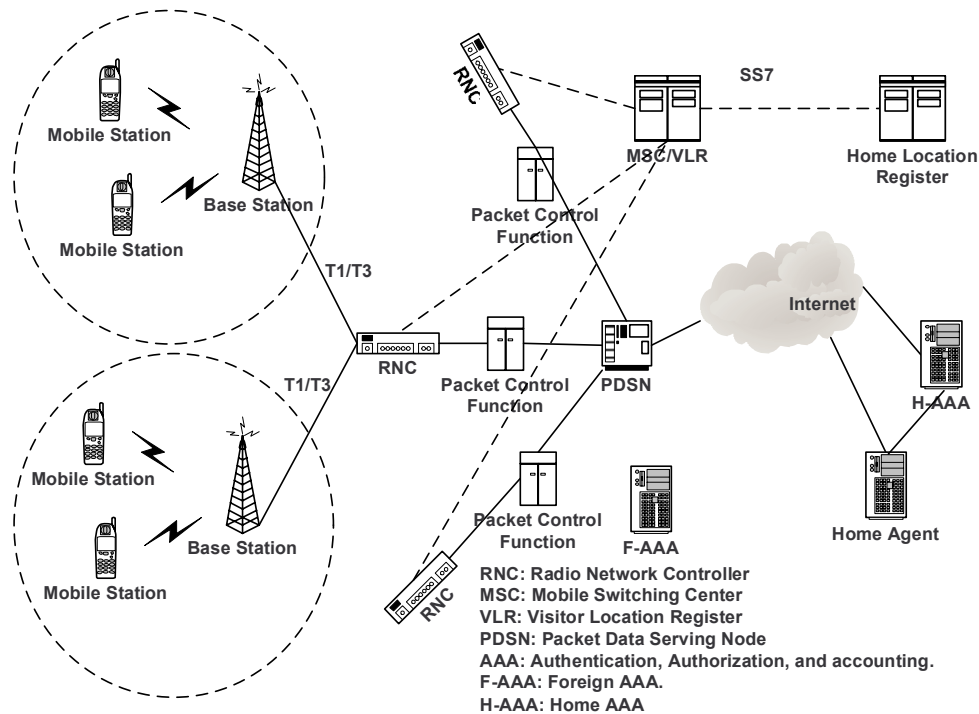 Mobile Station
Base Station
Mobile Station
T1/T3
RNC
SS7
MSC/VLR
Home Location
Register
Packet Control
Function
Internet
RNC
Packet Control
Function
PDSN
H-AAA
T1/T3
Mobile Station
Base Station
Mobile Station
Packet Control
Function
RNC
F-AAA
Home Agent
RNC: Radio Network Controller
MSC: Mobile Switching Center
VLR: Visitor Location Register
PDSN: Packet Data Serving Node
AAA: Authentication, Authorization, and accounting.
F-AAA: Foreign AAA.
H-AAA: Home AAA